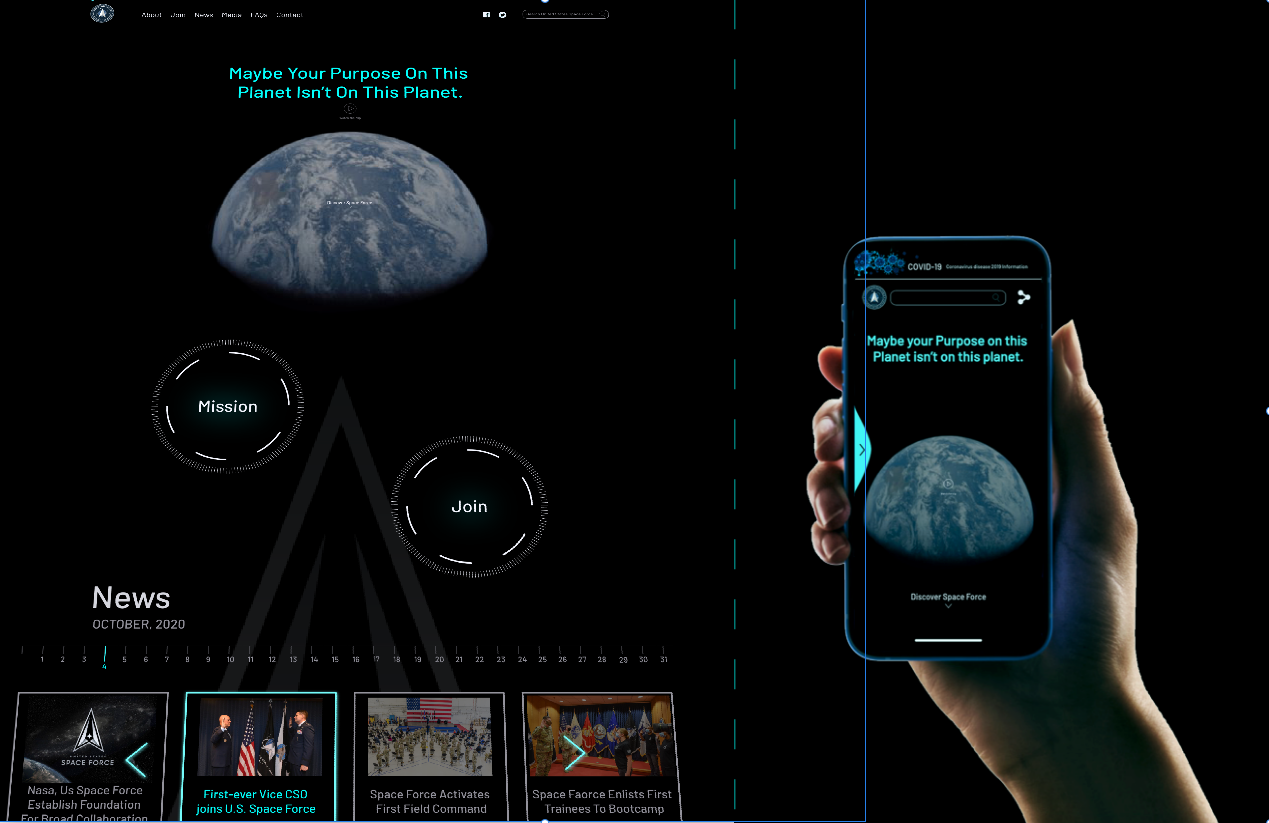 About Join News Media FAQs Contact
Maybe Your Purpose On This
Planet Isn't On This Planet.
Discover Space Force
Mission
Join
News
OCTOBER, 2020
1 2 3 4 5 6 7 8 9 10 11 12 13 14 15 16 17 18 19 20 21 22 23 24 25 26 27 28 29 30 31
SPACE FORCE
Nasa, Us Space Force
Establish Foundation
For Broad Collaboration
First-ever Vice CSO
joins U.S. Space Force
Space Force Activates
First Field Command
Space Faorce Enlists First
Trainees To Bootcamp
COVID-19 Coronavirus disease 2019 Information
Maybe your Purpose on this
Planet isn't on this planet.
Discover Space Force